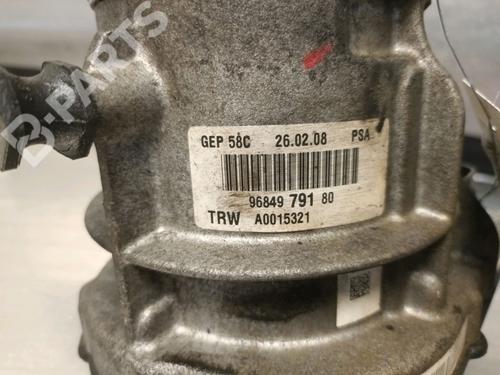 B-PARTS
GEP 58C 26.02.08 PSA
96849 791 80
TRW A0015321